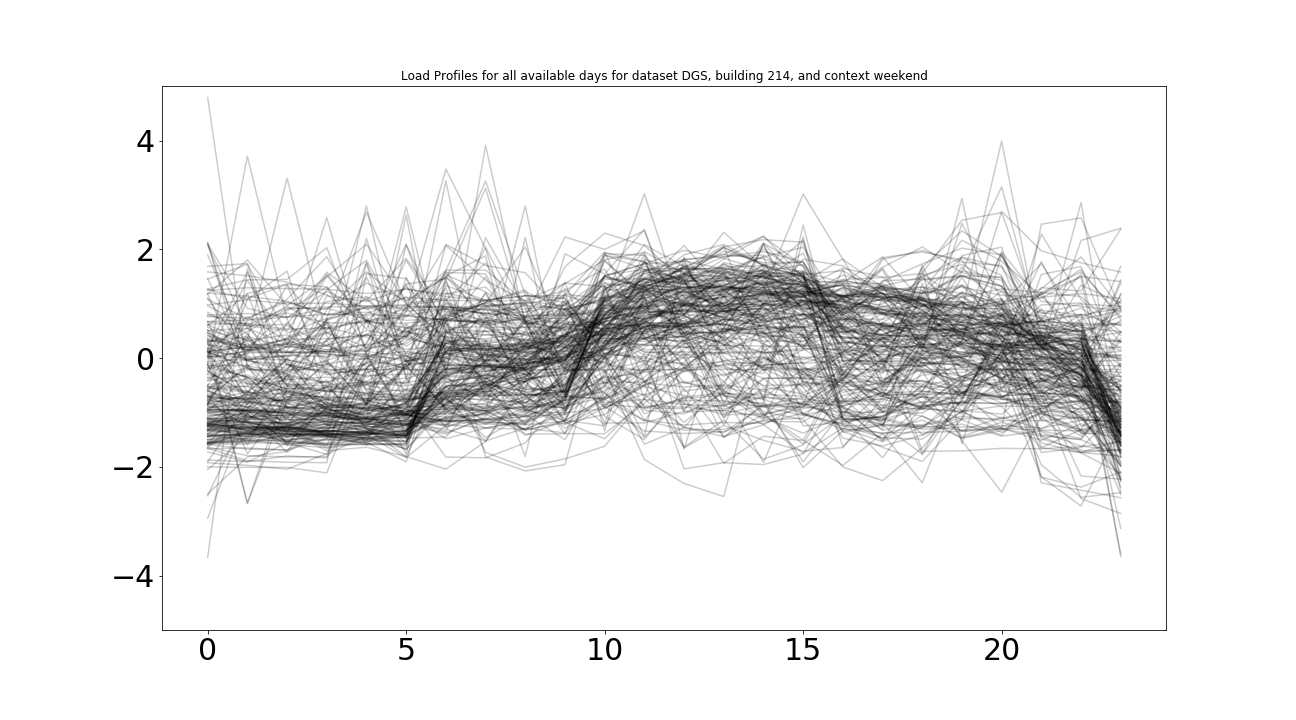 Load Profiles for all available days for dataset DGS, building 214, and context weekend
4
2
0
−2
−4
0 5 10 15 20